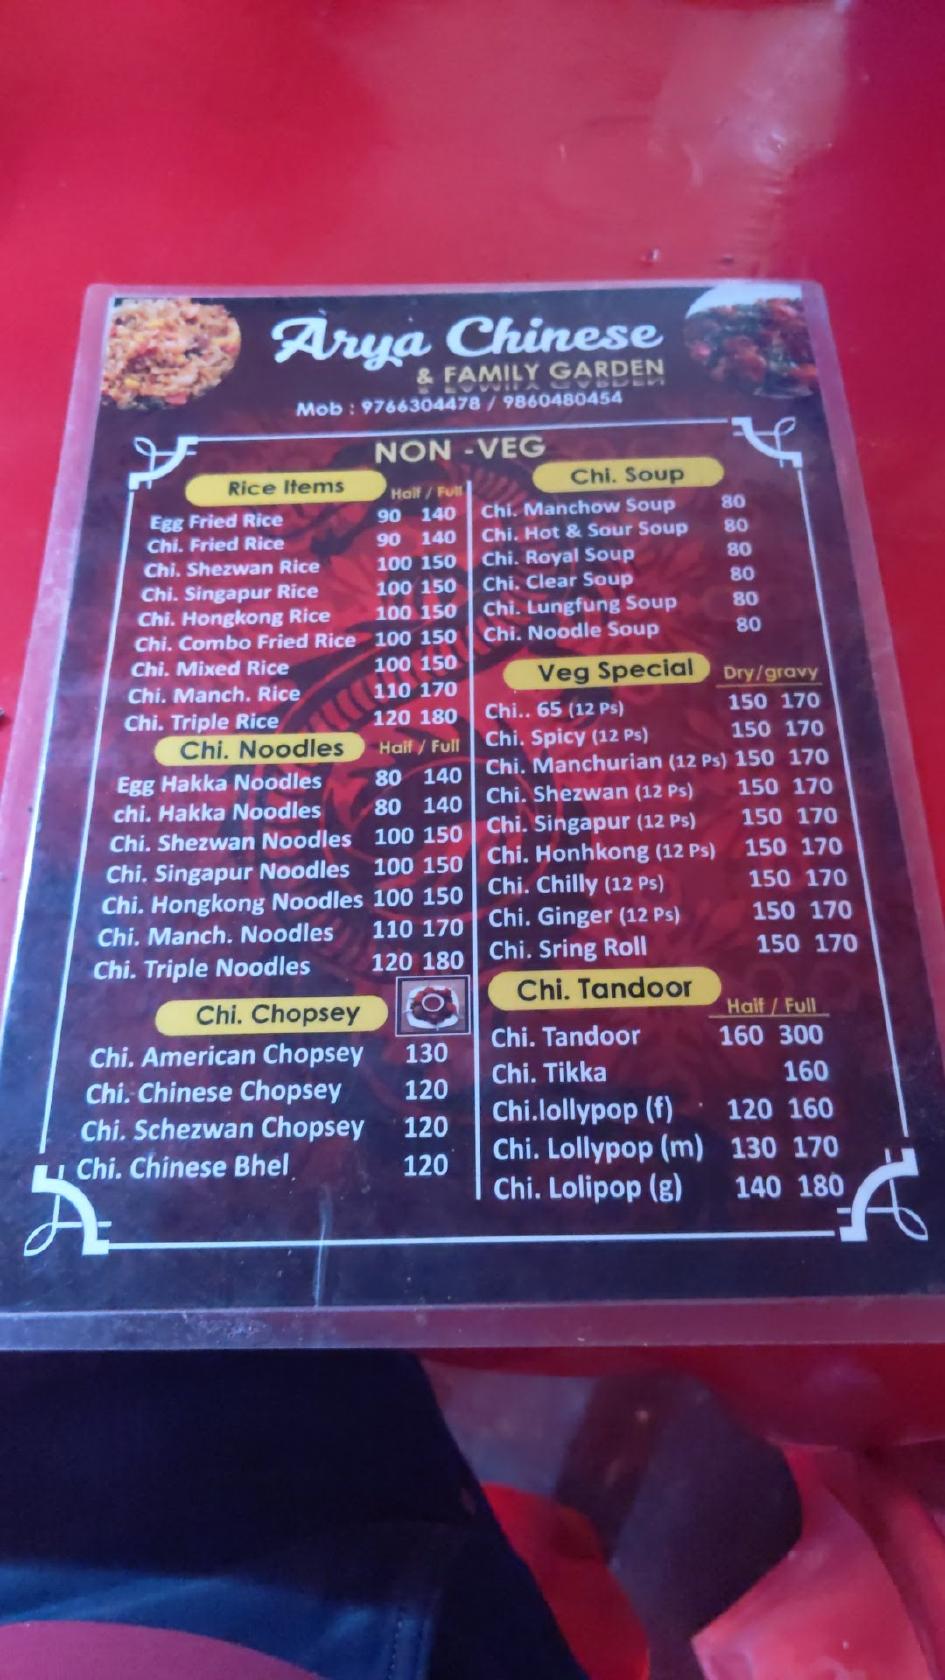 Arya Chinese
& FAMILY GARDEN
Mob : 9766304478 / 9860480454
NON -VEG
Rice Items Half / Full
Egg Fried Rice 90 140
Chi. Fried Rice 90 140
Chi. Shezwan Rice 100 150
Chi. Singapur Rice 100 150
Chi. Hongkong Rice 100 150
Chi. Combo Fried Rice 100 150
Chi. Mixed Rice 100 150
Chi. Manch. Rice 110 170
Chi. Triple Rice 120 180
Chi. Noodles Half / Full
Egg Hakka Noodles 80 140
chi. Hakka Noodles 80 140
Chi. Shezwan Noodles 100 150
Chi. Singapur Noodles 100 150
Chi. Hongkong Noodles 100 150
Chi. Manch. Noodles 110 170
Chi. Triple Noodles 120 180
Chi. Chopsey
Chi. American Chopsey 130
Chi. Chinese Chopsey 120
Chi. Schezwan Chopsey 120
Chi. Chinese Bhel 120
Chi. Soup
Chi. Manchow Soup 80
Chi. Hot & Sour Soup 80
Chi. Royal Soup 80
Chi. Clear Soup 80
Chi. Lungfung Soup 80
Chi. Noodle Soup 80
Veg Special Dry/gravy
Chi.. 65 (12 Ps) 150 170
Chi. Spicy (12 Ps) 150 170
Chi. Manchurian (12 Ps) 150 170
Chi. Shezwan (12 Ps) 150 170
Chi. Singapur (12 Ps) 150 170
Chi. Honhkong (12 Ps) 150 170
Chi. Chilly (12 Ps) 150 170
Chi. Ginger (12 Ps) 150 170
Chi. Sring Roll 150 170
Chi. Tandoor Half / Full
Chi. Tandoor 160 300
Chi. Tikka 160
Chi.lollypop (f) 120 160
Chi. Lollypop (m) 130 170
Chi. Lolipop (g) 140 180